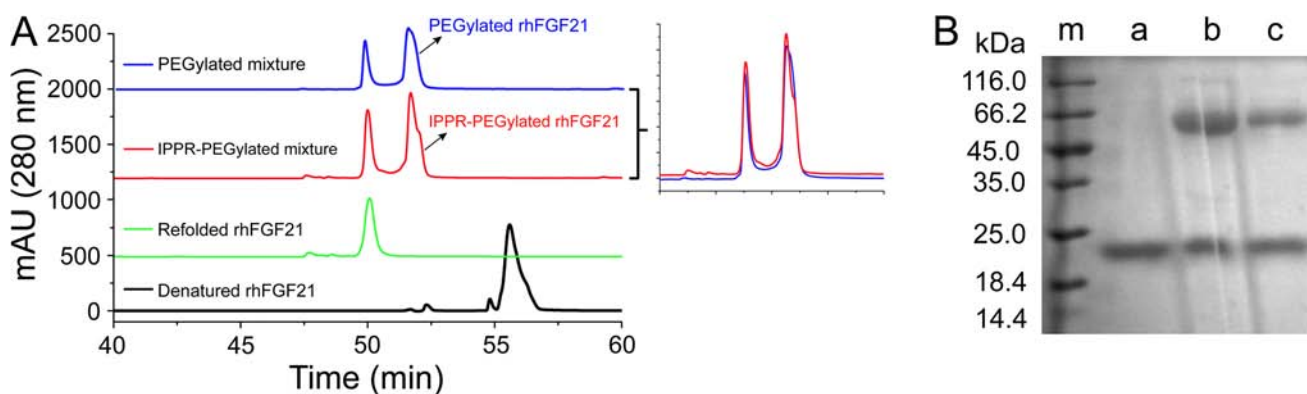 A
mAU (280 nm)
2500
2000
1500
1000
500
0
PEGylated rhFGF21
PEGylated mixture
IPPR-PEGylated rhFGF21
IPPR-PEGylated mixture
Refolded rhFGF21
Denatured rhFGF21
40 45 50 55 60
Time (min)
B kDa m a b c
116.0
66.2
45.0
35.0
25.0
18.4
14.4